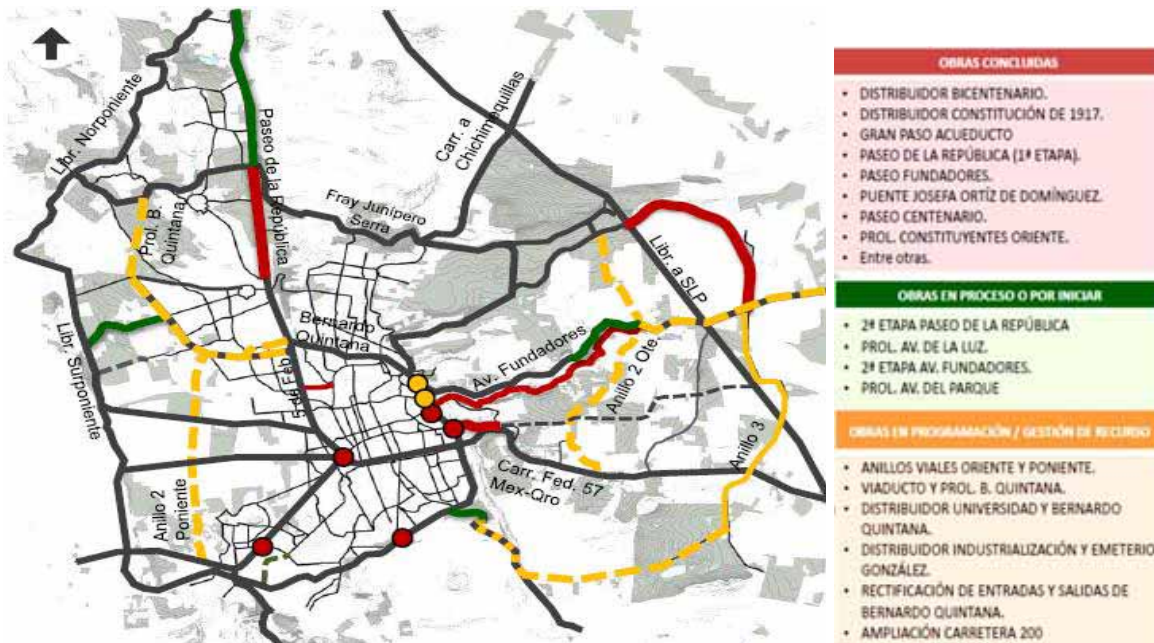 Libr. Norponiente
Prol. B.
Quintana
Paseo de la República
Carr. a
Chichimequillas
Fray Junípero
Serra
Libr. a SLP
Bernardo
Quintana
5 de Feb
Av. Fundadores
Anillo 2 Ote.
Libr. Surponiente
Anillo 2
Poniente
Carr. Fed. 57
Mex-Qro
Anillo 3
OBRAS CONCLUIDAS
• DISTRIBUIDOR BICENTENARIO.
• DISTRIBUIDOR CONSTITUCIÓN DE 1917.
• GRAN PASO ACUEDUCTO
• PASEO DE LA REPÚBLICA (1ª ETAPA).
• PASEO FUNDADORES.
• PUENTE JOSEFA ORTÍZ DE DOMÍNGUEZ.
• PASEO CENTENARIO.
• PROL. CONSTITUYENTES ORIENTE.
• Entre otras.
OBRAS EN PROCESO O POR INICIAR
• 2ª ETAPA PASEO DE LA REPÚBLICA
• PROL. AV. DE LA LUZ.
• 2ª ETAPA AV. FUNDADORES.
• PROL. AV. DEL PARQUE
OBRAS EN PROGRAMACIÓN / GESTIÓN DE RECURSO
• ANILLOS VIALES ORIENTE Y PONIENTE.
• VIADUCTO Y PROL. B. QUINTANA.
• DISTRIBUIDOR UNIVERSIDAD Y BERNARDO
QUINTANA.
• DISTRIBUIDOR INDUSTRIALIZACIÓN Y EMETERIO
GONZÁLEZ.
• RECTIFICACIÓN DE ENTRADAS Y SALIDAS DE
BERNARDO QUINTANA.
• AMPLIACIÓN CARRETERA 200